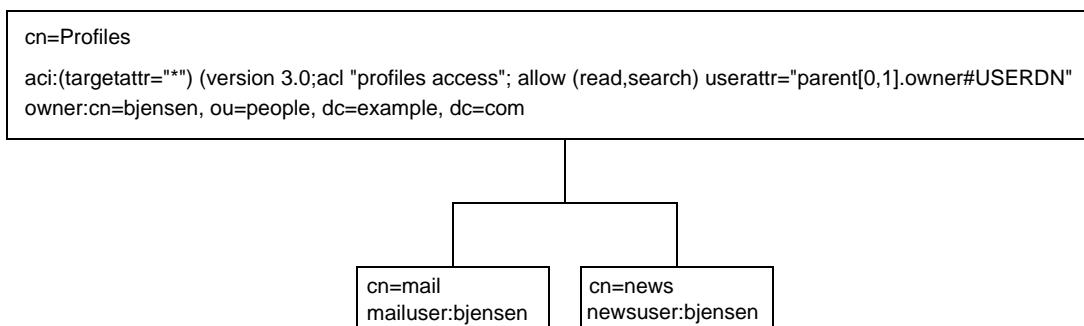 cn=Profiles
aci:(targetattr="*") (version 3.0;acl "profiles access"; allow (read,search) userattr="parent[0,1].owner#USERDN"
owner:cn=bjensen, ou=people, dc=example, dc=com
cn=mail
mailuser:bjensen
cn=news
newsuser:bjensen